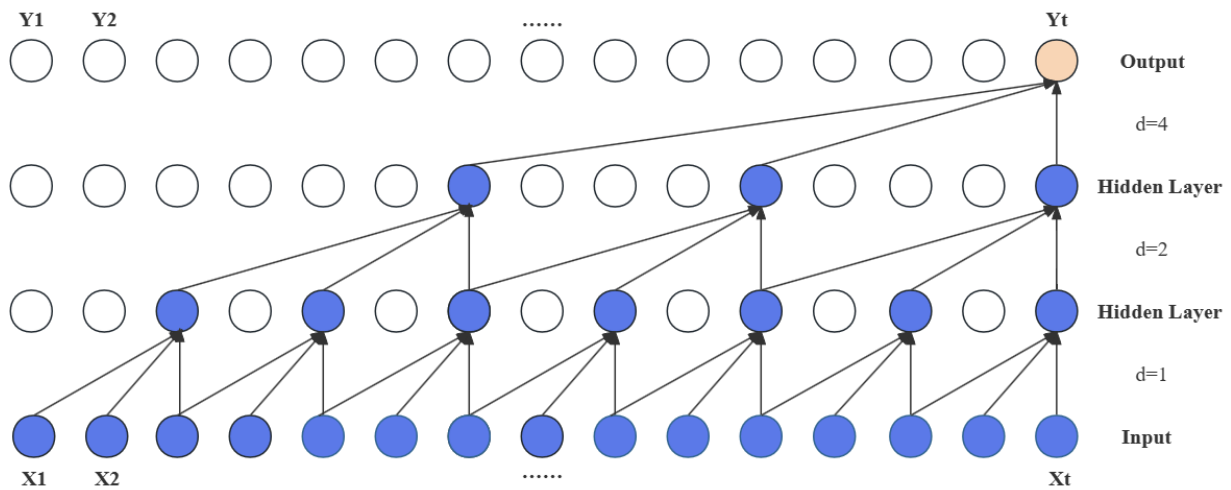 Y1 Y2 ...... Yt
Output
d=4
Hidden Layer
d=2
Hidden Layer
d=1
Input
X1 X2 ...... Xt